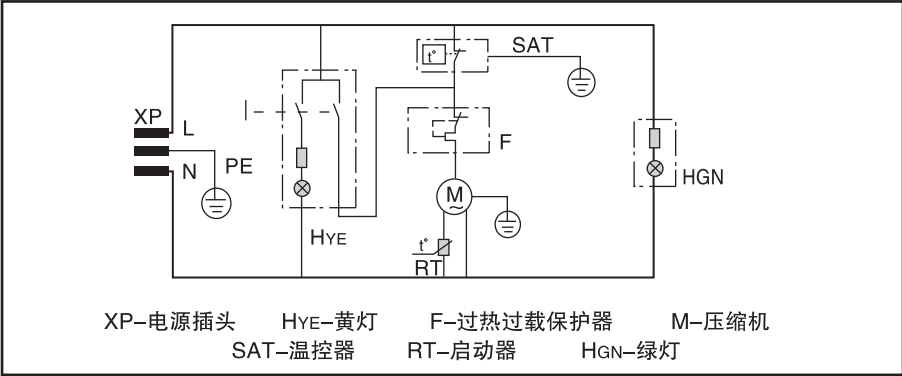 SAT
t°
XP
L
F
PE
N
HGN
M
~
HYE
t°
RT
XP–电源插头 HYE–黄灯 F–过热过载保护器 M–压缩机
SAT–温控器 RT–启动器 HGN–绿灯